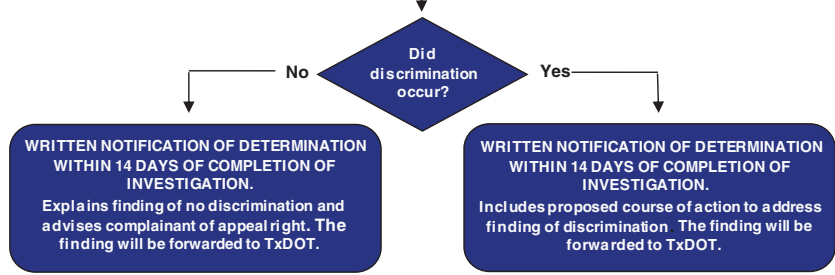 Did
discrimination
occur?
No
Yes
WRITTEN NOTIFICATION OF DETERMINATION
WITHIN 14 DAYS OF COMPLETION OF
INVESTIGATION.
Explains finding of no discrimination and
advises complainant of appeal right. The
finding will be forwarded to TxDOT.
WRITTEN NOTIFICATION OF DETERMINATION
WITHIN 14 DAYS OF COMPLETION OF
INVESTIGATION.
Includes proposed course of action to address
finding of discrimination. The finding will be
forwarded to TxDOT.